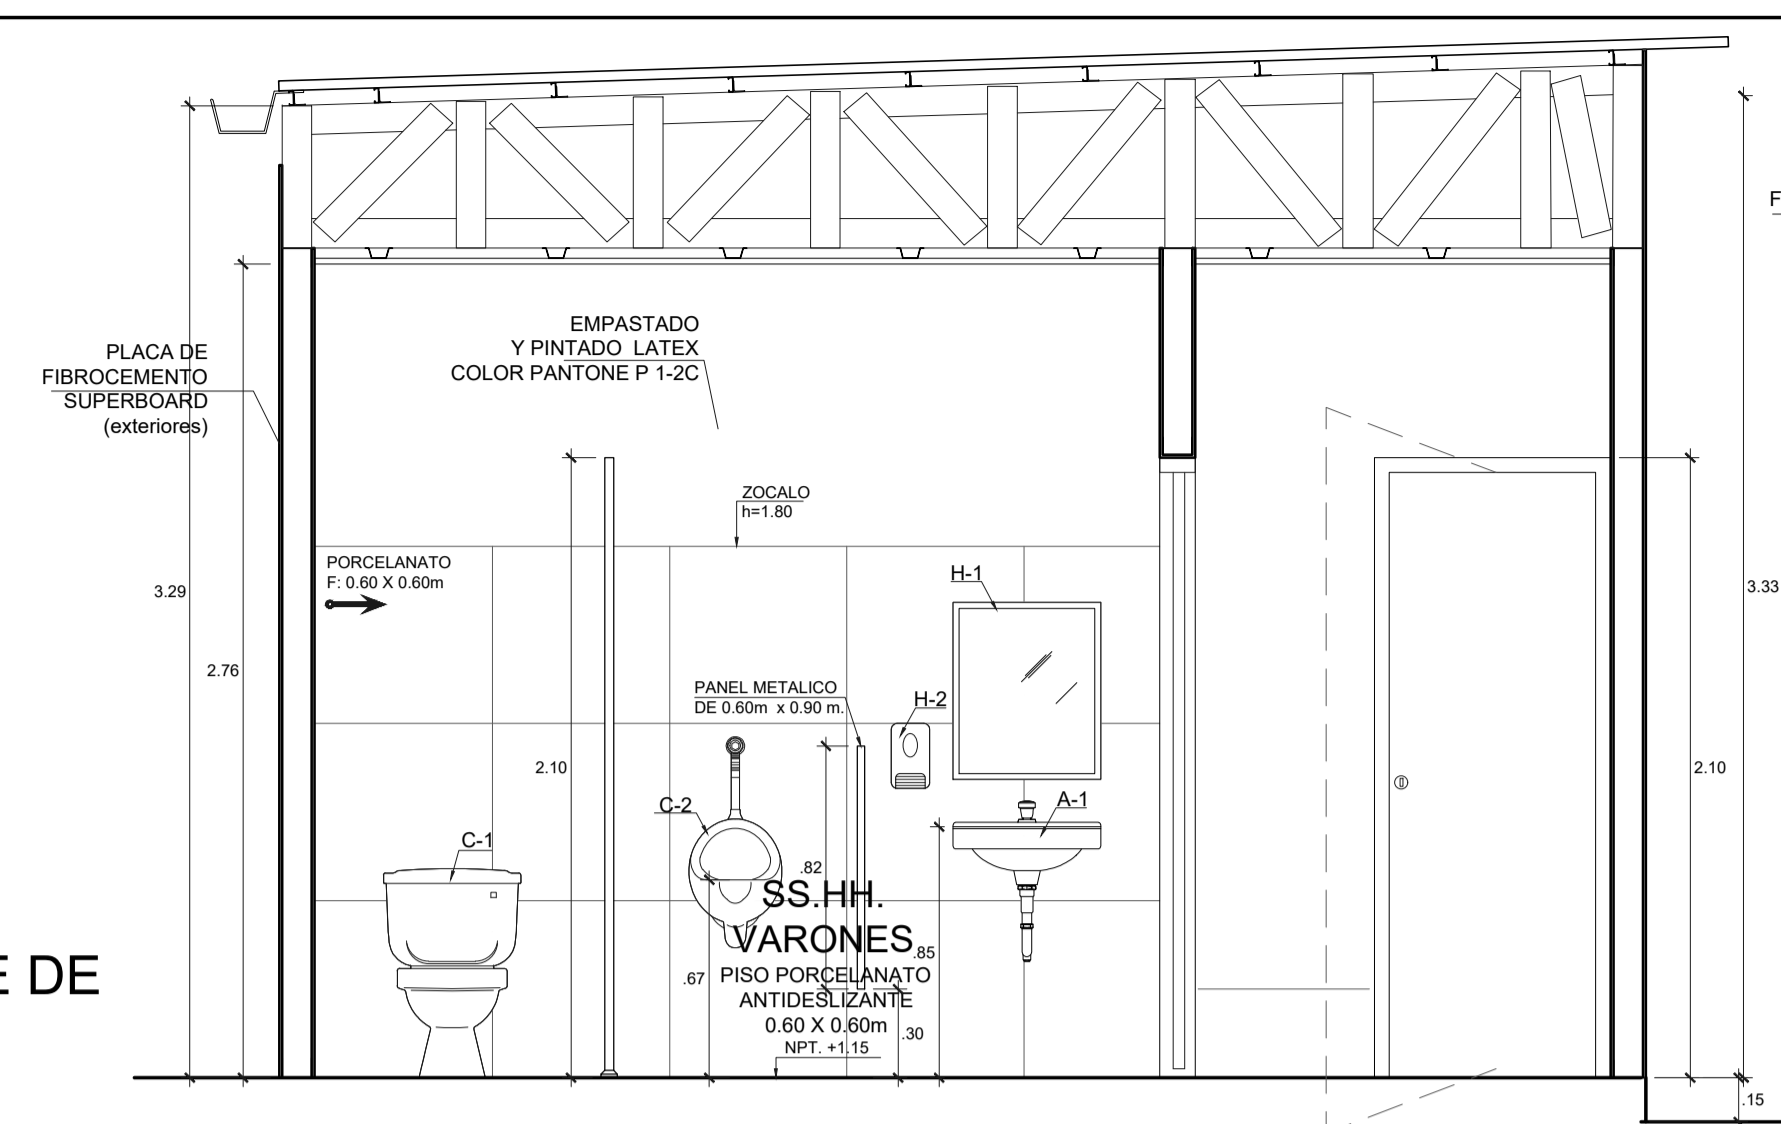 F
EMPASTADO
Y PINTADO LATEX
COLOR PANTONE P 1-2C
PLACA DE
FIBROCEMENTO
SUPERBOARD
(exteriores)
ZOCALO
h=1.80
PORCELANATO
F: 0.60 X 0.60m
H-1
3.29
3.33
2.76
PANEL METALICO
DE 0.60m x 0.90 m.
H-2
2.10
2.10
C-2
A-1
C-1
.82
SS.HH.
VARONES
.85
E DE
.67
PISO PORCELANATO
ANTIDESLIZANTE
0.60 X 0.60m
.30
NPT. +1.15
.15